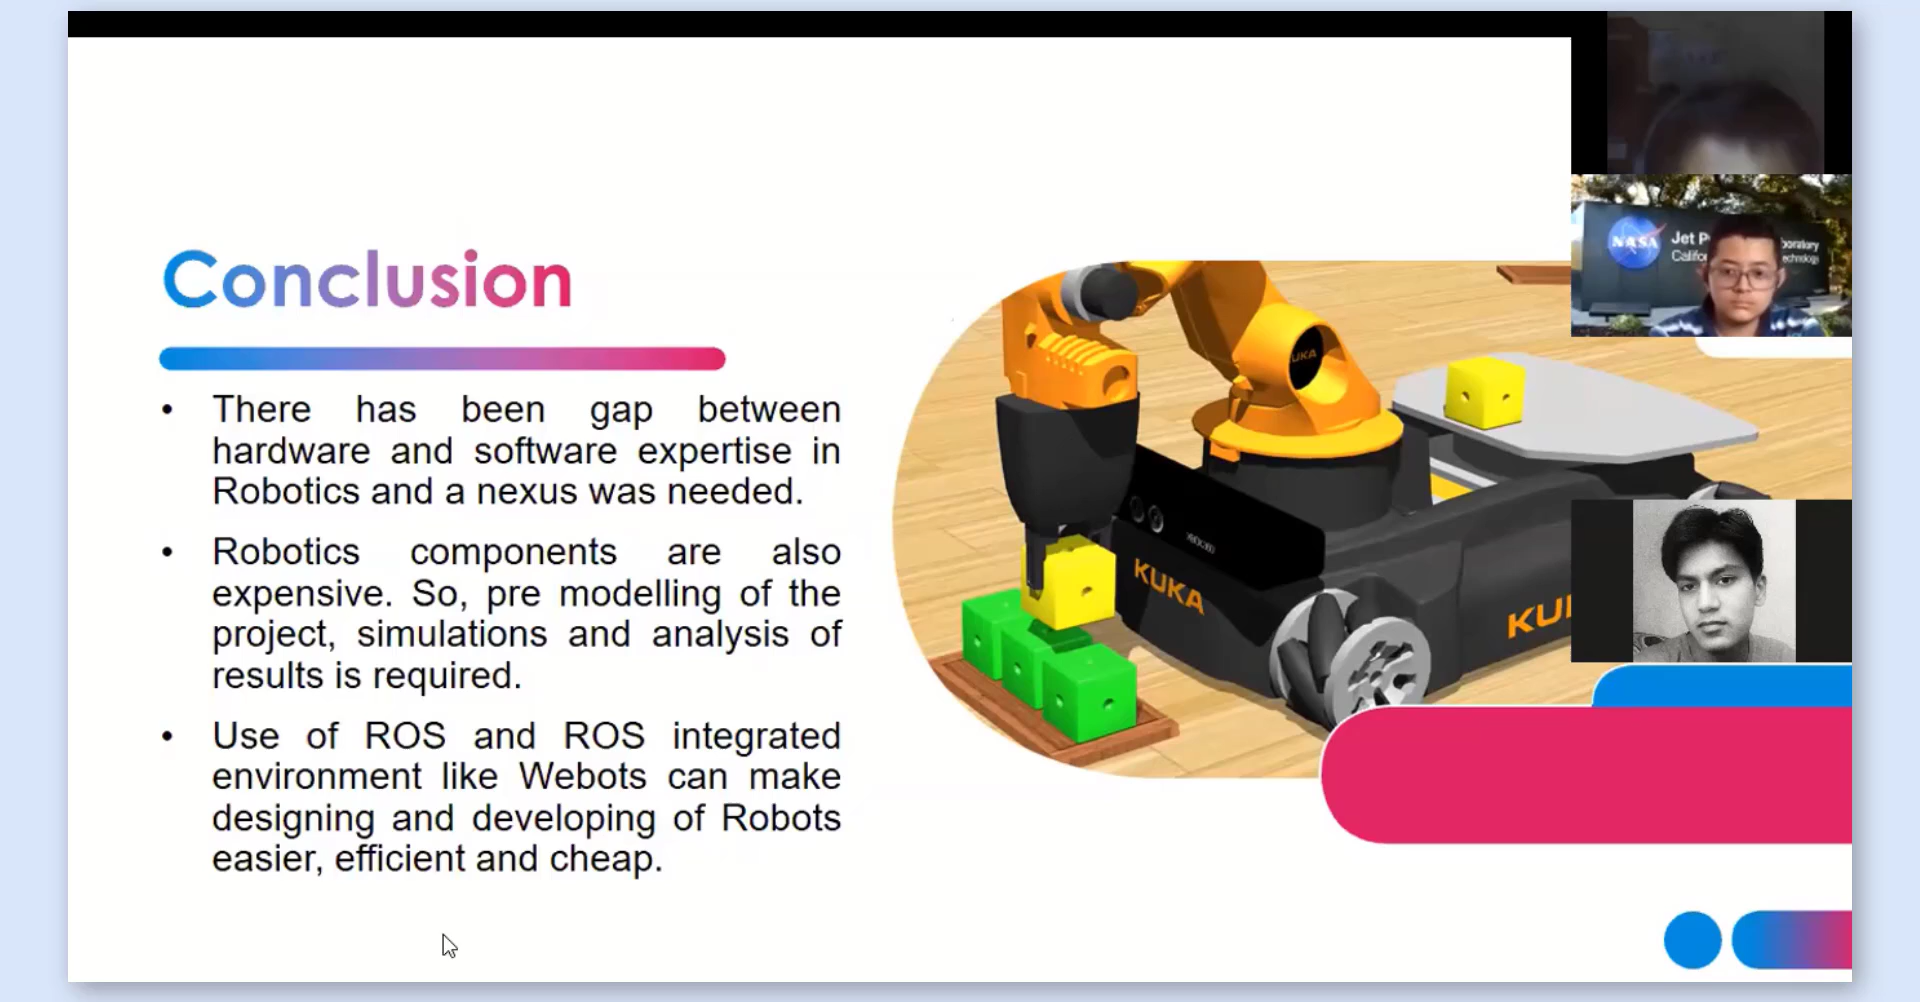 NASA
Conclusion
• There has been gap between
hardware and software expertise in
Robotics and a nexus was needed.
• Robotics components are also
expensive. So, pre modelling of the
project, simulations and analysis of
results is required.
• Use of ROS and ROS integrated
environment like Webots can make
designing and developing of Robots
easier, efficient and cheap.
KUKA